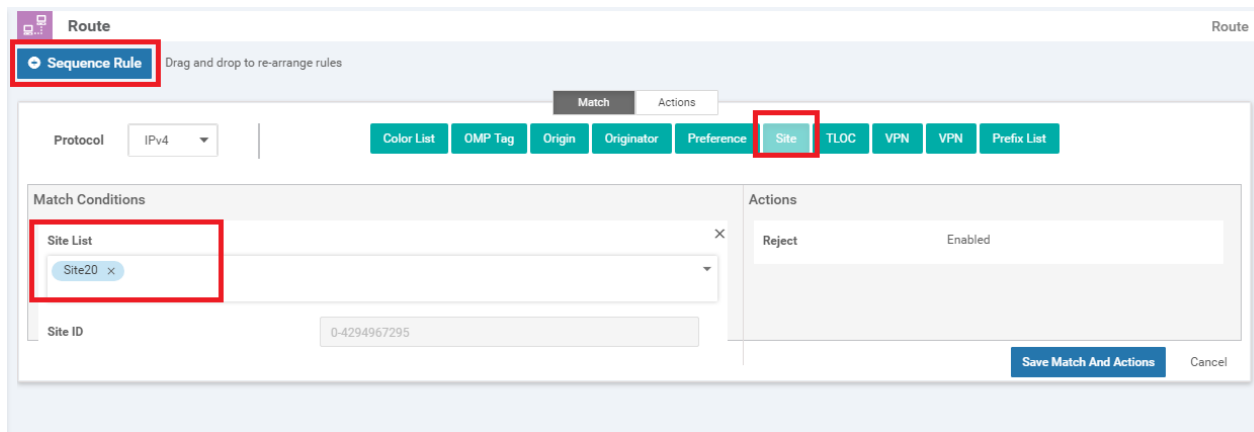 Route Route
Sequence Rule Drag and drop to re-arrange rules
Match Actions
Protocol IPv4 Color List OMP Tag Origin Originator Preference Site TLOC VPN VPN Prefix List
Match Conditions Actions
Site List × Reject Enabled
Site20 ×
Site ID 0-4294967295
Save Match And Actions Cancel